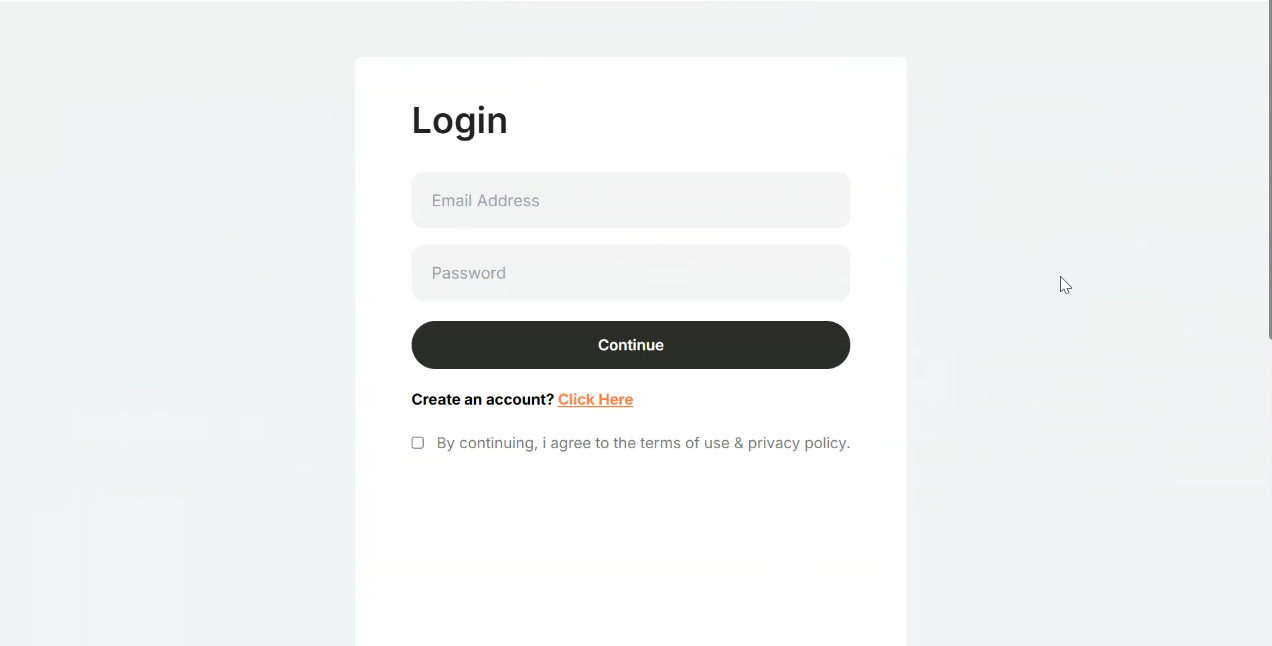 Login
Email Address
Password
Continue
Create an account? Click Here
By continuing, i agree to the terms of use & privacy policy.